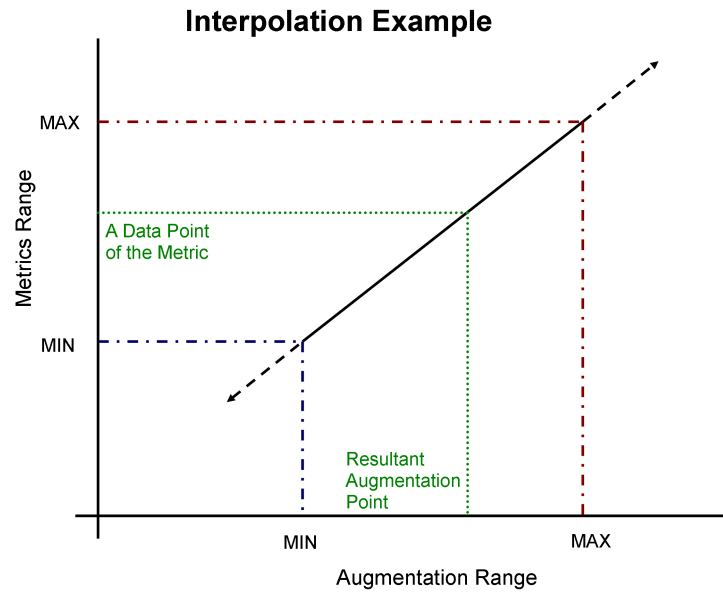 Interpolation Example
MAX
Metrics Range
A Data Point
of the Metric
MIN
Resultant
Augmentation
Point
MIN
MAX
Augmentation Range